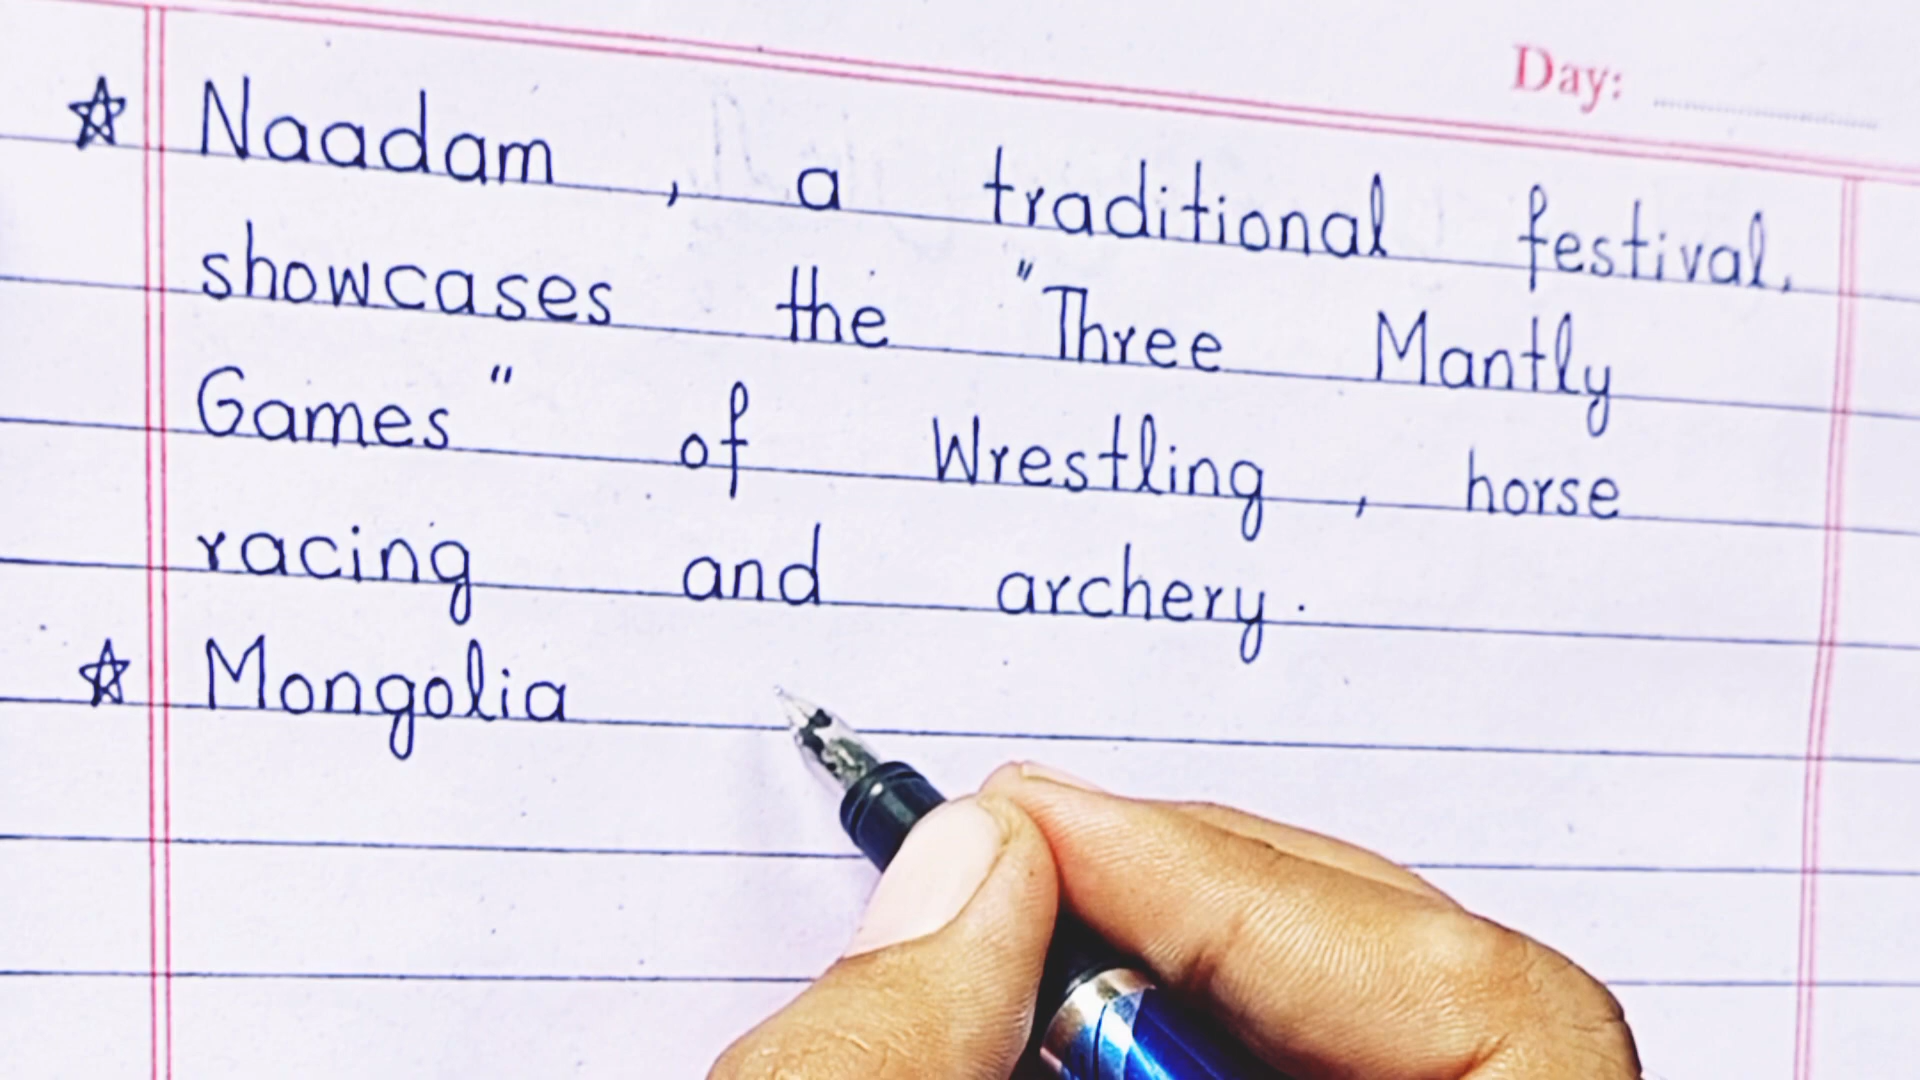 Day:
☆ Naadam, a traditional festival,
showcases the "Three Mantly
Games" of Wrestling, horse
racing and archery.
☆ Mongolia